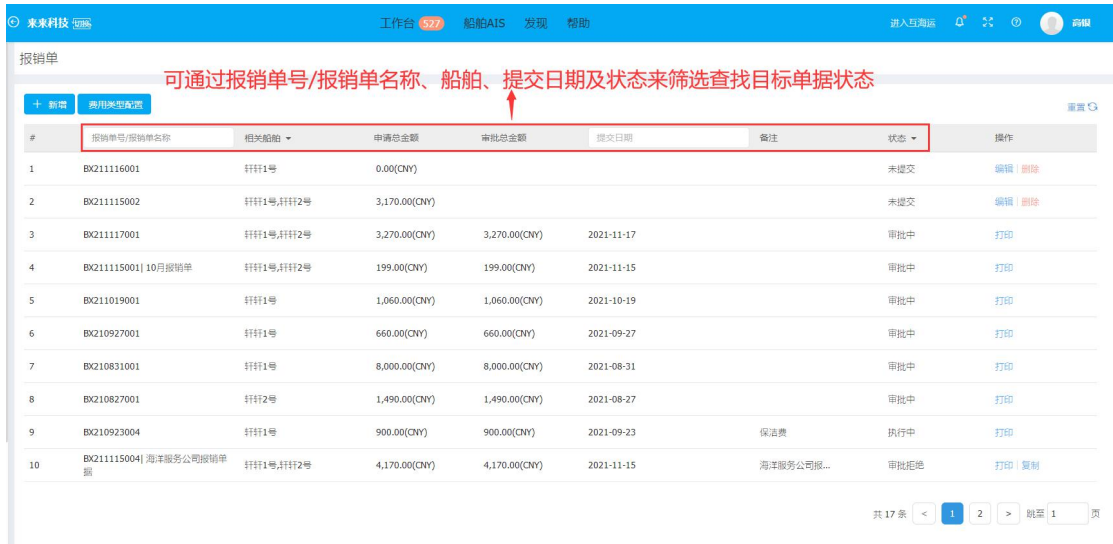 来来科技 工作台 527 船舶AIS 发现 帮助 进入互海运
报销单
可通过报销单号/报销单名称、船舶、提交日期及状态来筛选查找目标单据状态
+ 新增 费用类型配置 重置
# 报销单号/报销单名称 相关船舶 申请总金额 审批总金额 提交日期 备注 状态 操作
1 BX211116001 轩轩1号 0.00(CNY) 未提交 编辑 删除
2 BX211115002 轩轩1号,轩轩2号 3,170.00(CNY) 未提交 编辑 删除
3 BX211117001 轩轩1号,轩轩2号 3,270.00(CNY) 3,270.00(CNY) 2021-11-17 审批中 打印
4 BX211115001| 10月报销单 轩轩1号,轩轩2号 199.00(CNY) 199.00(CNY) 2021-11-15 审批中 打印
5 BX211019001 轩轩1号 1,060.00(CNY) 1,060.00(CNY) 2021-10-19 审批中 打印
6 BX210927001 轩轩1号 660.00(CNY) 660.00(CNY) 2021-09-27 审批中 打印
7 BX210831001 轩轩1号 8,000.00(CNY) 8,000.00(CNY) 2021-08-31 审批中 打印
8 BX210827001 轩轩2号 1,490.00(CNY) 1,490.00(CNY) 2021-08-27 审批中 打印
9 BX210923004 轩轩1号 900.00(CNY) 900.00(CNY) 2021-09-23 保洁费 执行中 打印
10 BX211115004| 海洋服务公司报销单据 轩轩1号,轩轩2号 4,170.00(CNY) 4,170.00(CNY) 2021-11-15 海洋服务公司报... 审批拒绝 打印 复制
共 17 条 < 1 2 > 跳至 1 页